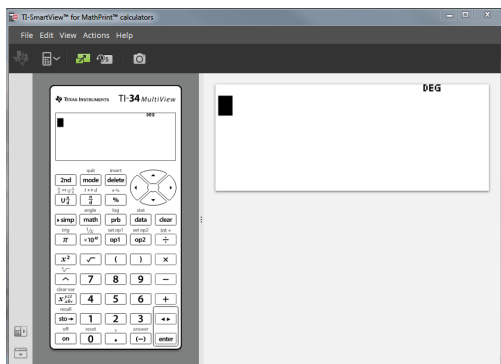 TI-SmartView™ for MathPrint™ calculators
File Edit View Actions Help
TEXAS INSTRUMENTS TI-34 MultiView
DEG
DEG
quit insert
2nd mode delete
f◄►d
n/d %
angle log stat
►simp math prb data clear
trig set op1 set op2 int ÷
π ×10ⁿ op1 op2 ÷
x² √ ( ) ×
^ 7 8 9 −
clear var
4 5 6 +
recall
sto→ 1 2 3 ◄►
off reset answer
on 0 . (−) enter